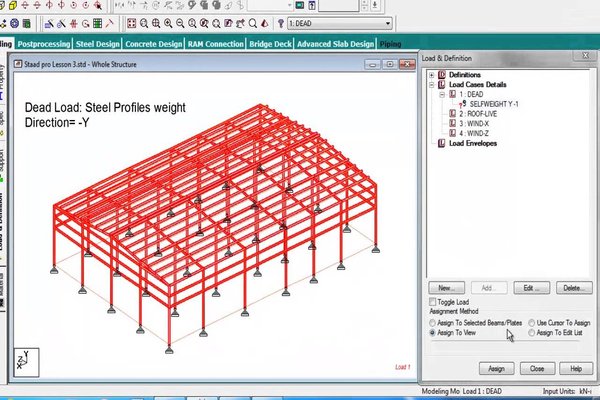 1: DEAD
Postprocessing Steel Design Concrete Design RAM Connection Bridge Deck Advanced Slab Design Piping
Staad pro Lesson 3.std - Whole Structure
Load & Definition
Dead Load: Steel Profiles weight
Direction= -Y
Definitions
Load Cases Details
1 : DEAD
SELFWEIGHT Y -1
2 : ROOF-LIVE
3 : WIND-X
4 : WIND-Z
Load Envelopes
New... Add... Edit ... Delete...
Toggle Load
Assignment Method
Assign To Selected Beams/Plates Use Cursor To Assign
Assign To View Assign To Edit List
Assign Close Help
Y
Z X
Load 1
Modeling Mo Load 1 : DEAD Input Units: kN-